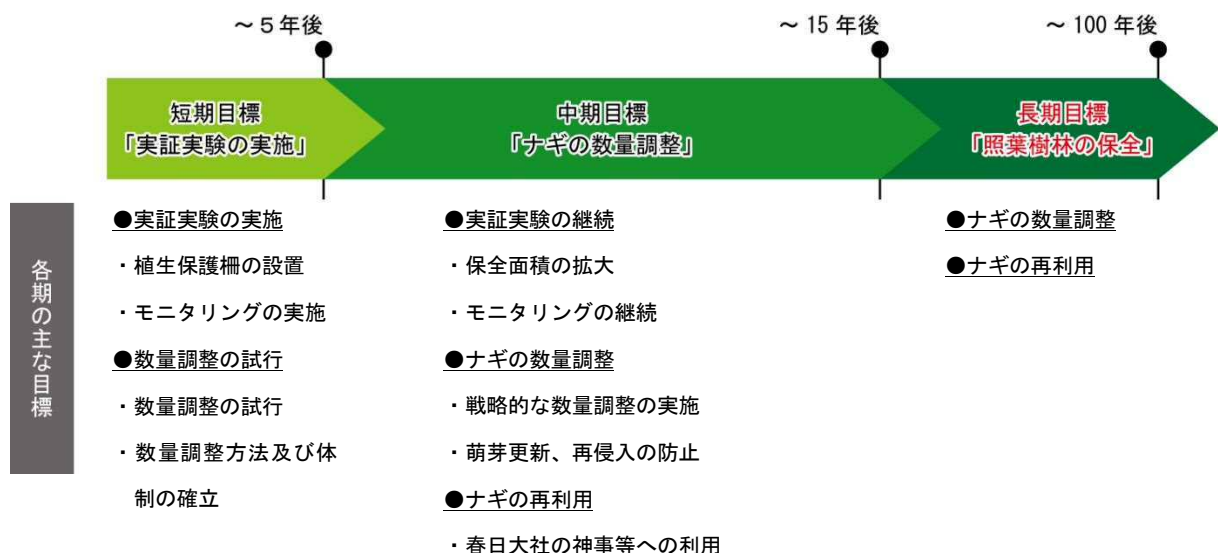 ～５年後
～ 15 年後
～ 100 年後
短期目標
「実証実験の実施」
中期目標
「ナギの数量調整」
長期目標
「照葉樹林の保全」
各期の主な目標
●実証実験の実施
・植生保護柵の設置
・モニタリングの実施
●数量調整の試行
・数量調整の試行
・数量調整方法及び体
制の確立
●実証実験の継続
・保全面積の拡大
・モニタリングの継続
●ナギの数量調整
・戦略的な数量調整の実施
・萌芽更新、再侵入の防止
●ナギの再利用
・春日大社の神事等への利用
●ナギの数量調整
●ナギの再利用